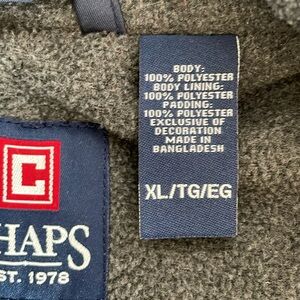 BODY:
100% POLYESTER
BODY LINING:
100% POLYESTER
PADDING:
100% POLYESTER
EXCLUSIVE OF
DECORATION
MADE IN
BANGLADESH
XL/TG/EG
C
HAPS
ST. 1978